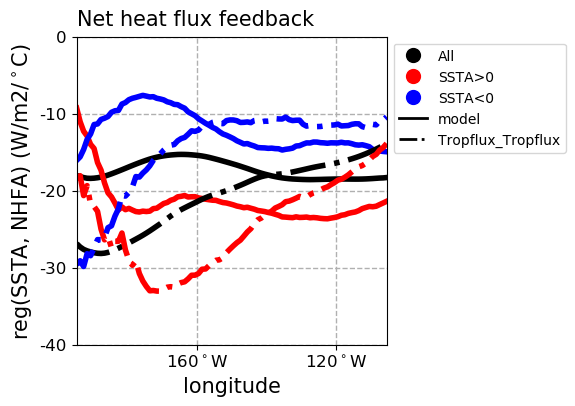 Net heat flux feedback
reg(SSTA, NHFA) (W/m2/°C)
0
-10
-20
-30
-40
160°W
120°W
longitude
All
SSTA>0
SSTA<0
model
Tropflux_Tropflux